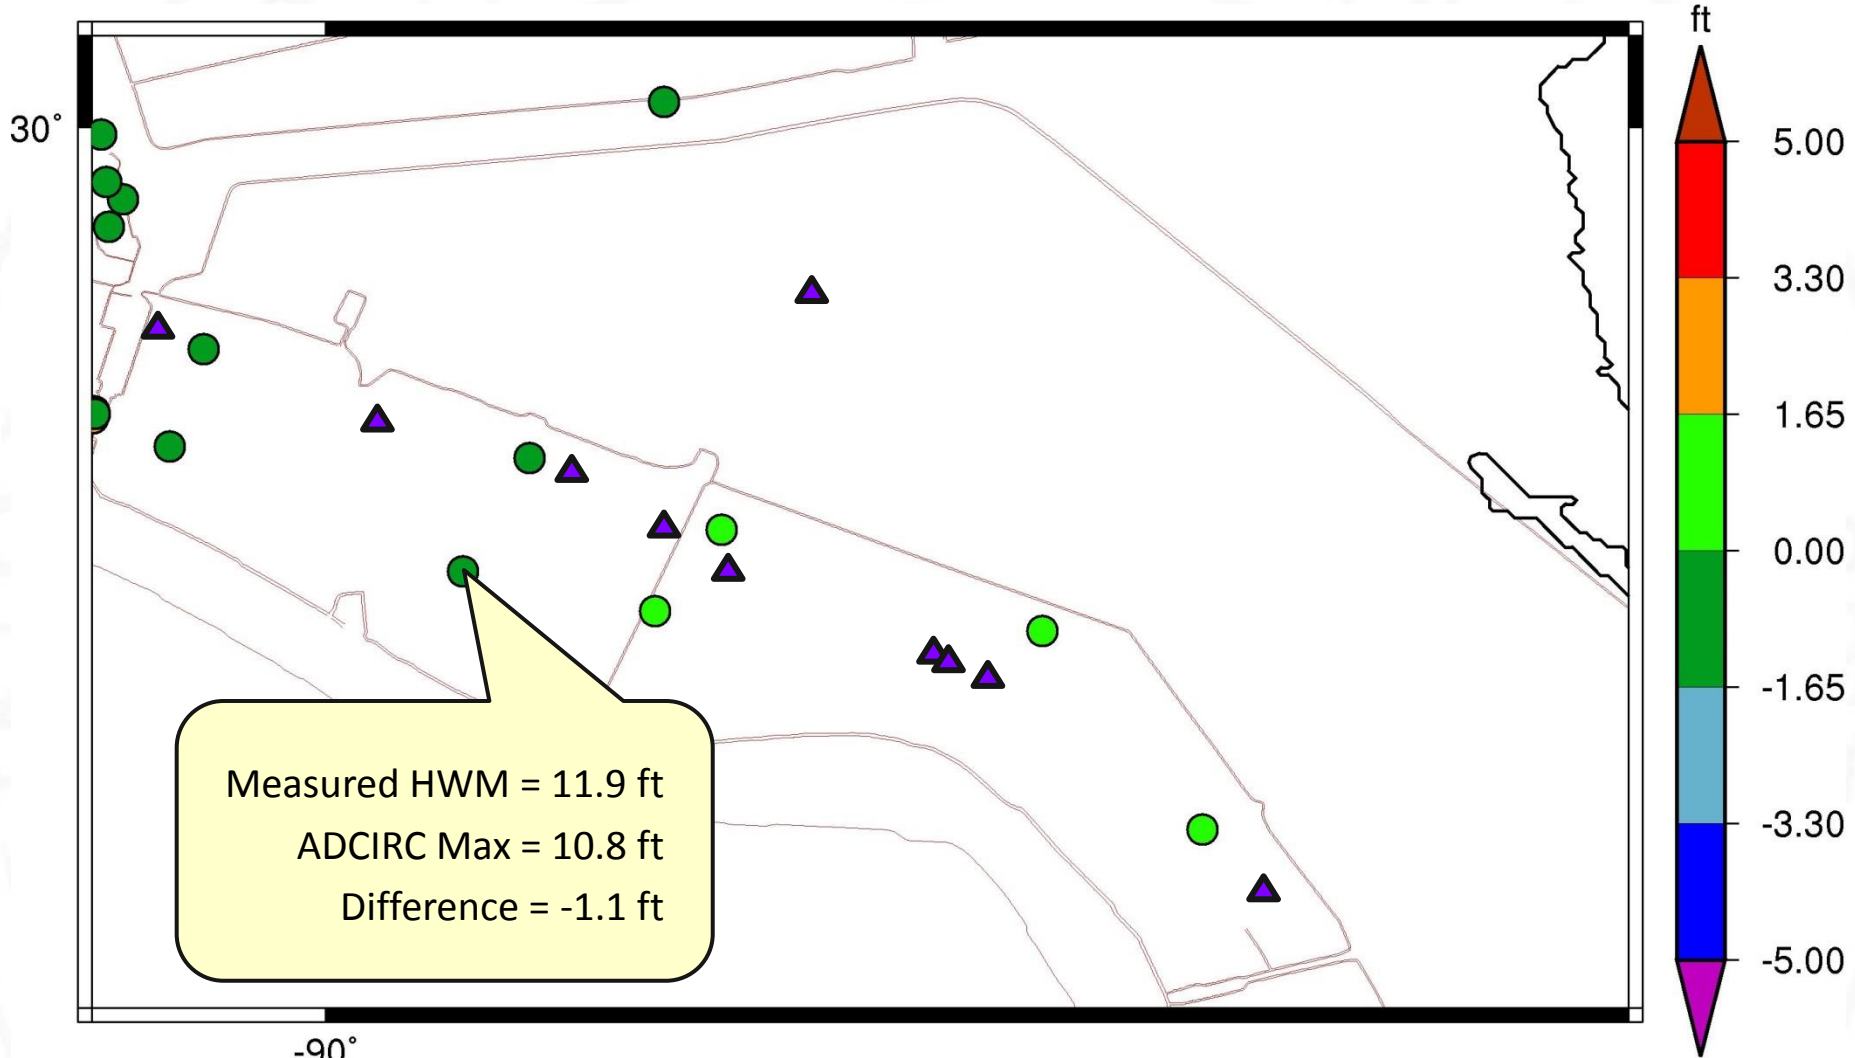 ft
30°
5.00
3.30
1.65
0.00
-1.65
-3.30
-5.00
Measured HWM = 11.9 ft
ADCIRC Max = 10.8 ft
Difference = -1.1 ft
-90°